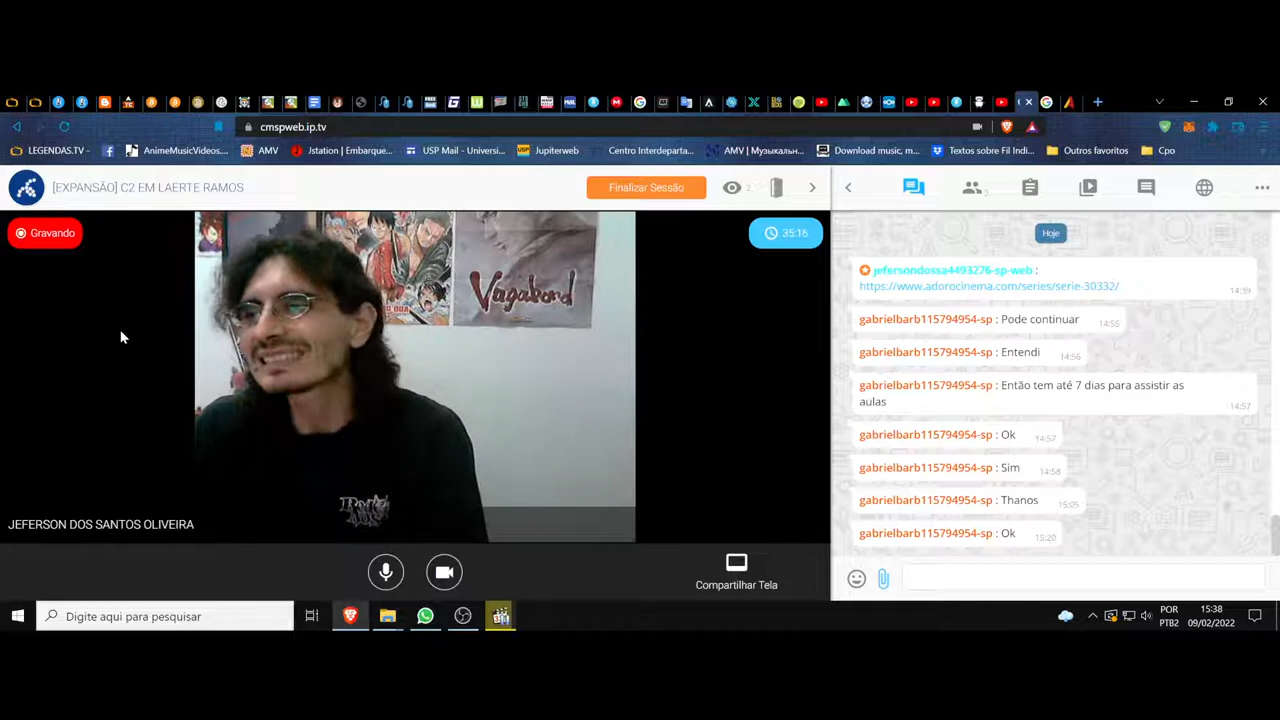 cmspweb.ip.tv
LEGENDAS.TV
AnimeMusicVideos...
AMV
Jstation | Embarque...
USP Mail - Universi...
Jupiterweb
Centro Interdeparta...
AMV | Музыкальн...
Download music, m...
Textos sobre Fil Indi...
Outros favoritos
Cpo
[EXPANSÃO] C2 EM LAERTE RAMOS
Finalizar Sessão
2
Gravando
35:16
Vagabond
JEFERSON DOS SANTOS OLIVEIRA
Compartilhar Tela
Hoje
jefersondossa4493276-sp-web :
https://www.adorocinema.com/series/serie-30332/
14:39
gabrielbarb115794954-sp : Pode continuar
14:55
gabrielbarb115794954-sp : Entendi
14:56
gabrielbarb115794954-sp : Então tem até 7 dias para assistir as
aulas
14:57
gabrielbarb115794954-sp : Ok
14:57
gabrielbarb115794954-sp : Sim
14:58
gabrielbarb115794954-sp : Thanos
15:05
gabrielbarb115794954-sp : Ok
15:20
Digite aqui para pesquisar
POR
PTB2
15:38
09/02/2022